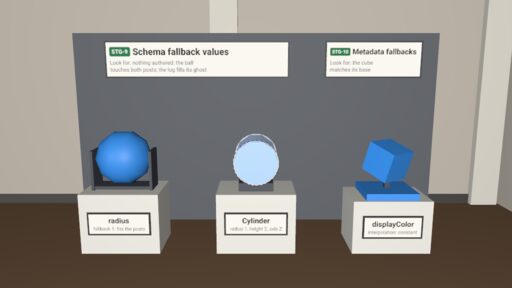 STG-9 Schema fallback values
Look for: nothing authored: the ball
touches both posts; the lug fills its ghost
STG-10 Metadata fallbacks
Look for: the cube
matches its base
radius
fallback 1: fits the posts
Cylinder
radius 1, height 2, axis Z
displayColor
interpolation: constant